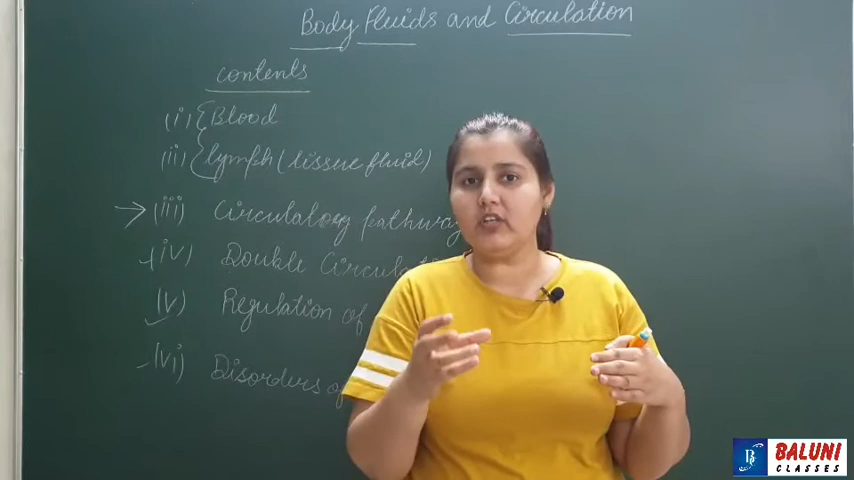 Body Fluids and Circulation
contents
(i) Blood
(ii) lymph (tissue fluid)
(iii) Circulatory pathway
(iv) Double Circula
(v) Regulation of
(vi) Disorders of
BALUNI
CLASSES